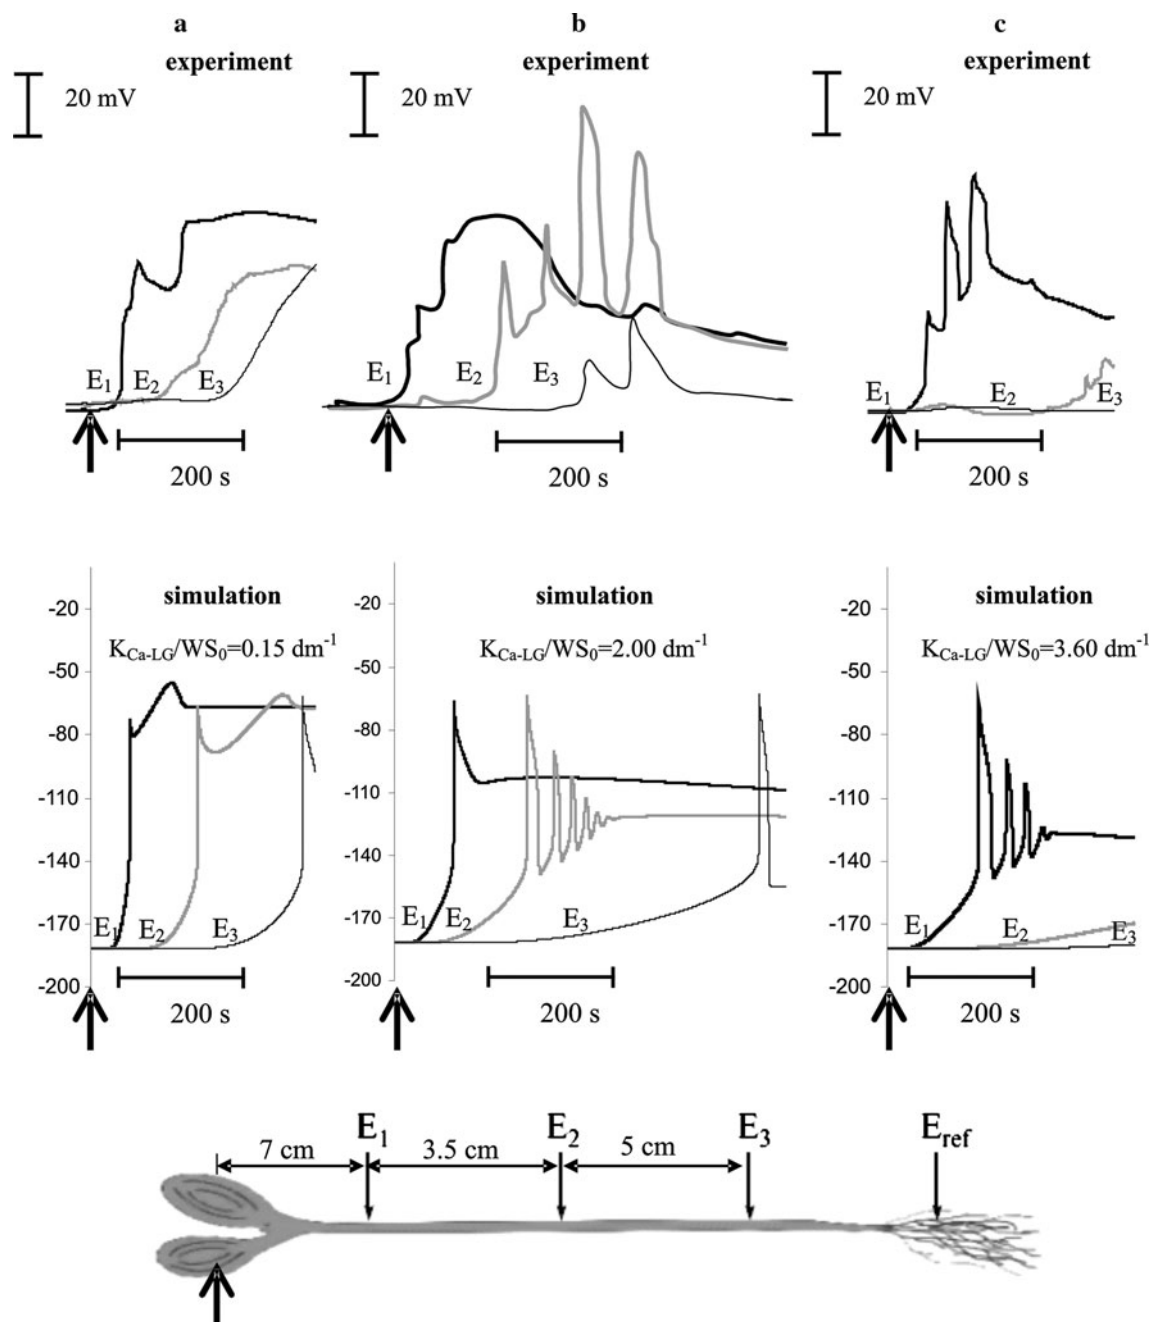 a
b
c
experiment
experiment
experiment
20 mV
20 mV
20 mV
E1
E2
E3
E1
E2
E3
E1
E2
E3
200 s
200 s
200 s
simulation
simulation
simulation
KCa-LG/WS0=0.15 dm-1
KCa-LG/WS0=2.00 dm-1
KCa-LG/WS0=3.60 dm-1
-20
-50
-80
-110
-140
-170
-200
E1
E2
E3
200 s
-20
-50
-80
-110
-140
-170
-200
E1
E2
E3
200 s
-20
-50
-80
-110
-140
-170
-200
E1
E2
E3
200 s
E1
E2
E3
Eref
7 cm
3.5 cm
5 cm